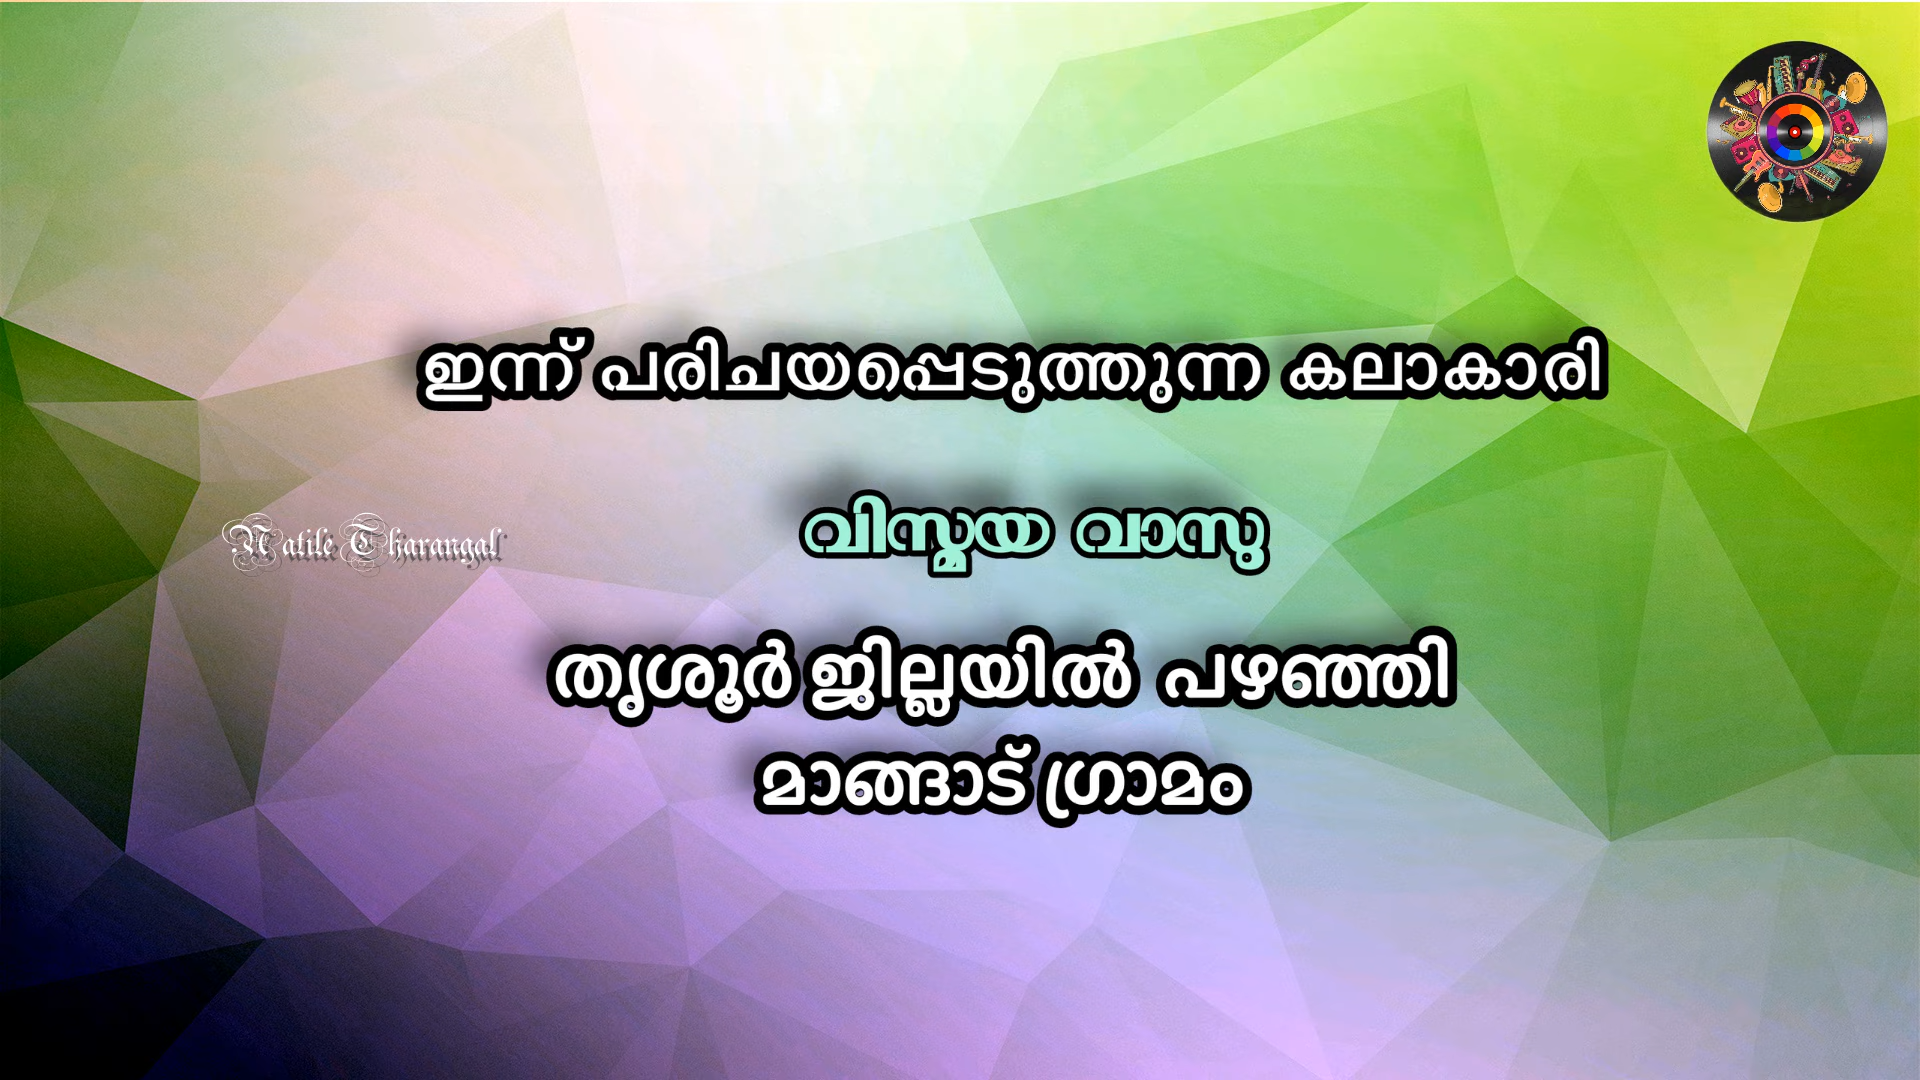 ഇന്ന് പരിചയപ്പെടുത്തുന്ന കലാകാരി
വിസ്മയ വാസു
Natile Tharangal
തൃശൂർ ജില്ലയിൽ പഴഞ്ഞി
മാങ്ങാട് ഗ്രാമം